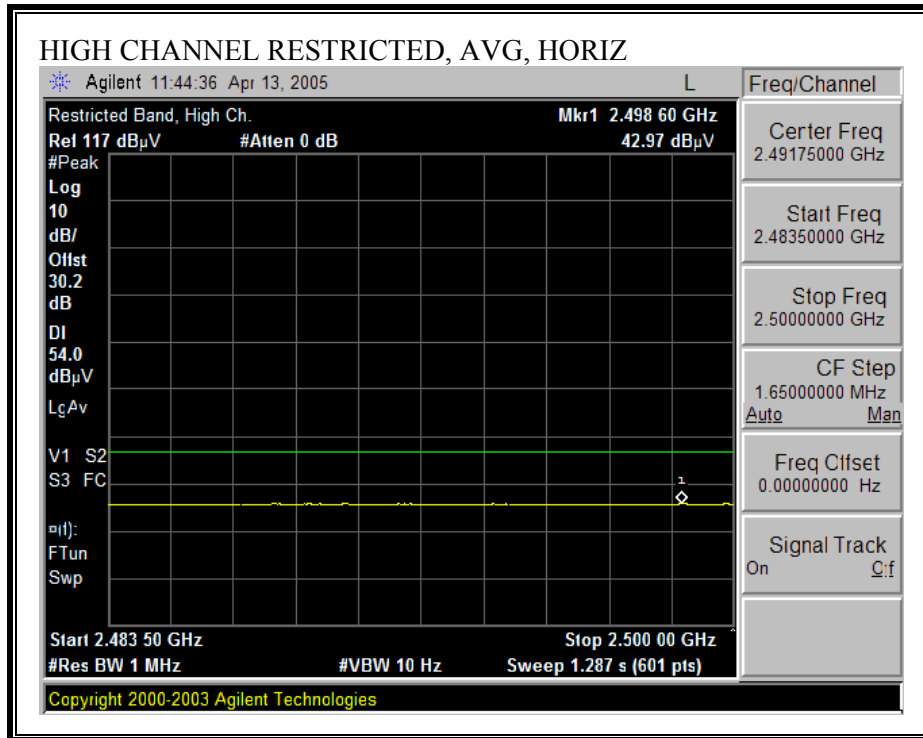 HIGH CHANNEL RESTRICTED, AVG, HORIZ
Agilent 11:44:36 Apr 13, 2005 L
Freq/Channel
Restricted Band, High Ch. Mkr1 2.498 60 GHz
Ref 117 dBµV #Atten 0 dB 42.97 dBµV
#Peak
Log
10
dB/
Offst
30.2
dB
DI
54.0
dBµV
LgAv
V1 S2
S3 FC
¤(f):
FTun
Swp
1
Start 2.483 50 GHz Stop 2.500 00 GHz
#Res BW 1 MHz #VBW 10 Hz Sweep 1.287 s (601 pts)
Copyright 2000-2003 Agilent Technologies
Center Freq
2.49175000 GHz
Start Freq
2.48350000 GHz
Stop Freq
2.50000000 GHz
CF Step
1.65000000 MHz
Auto Man
Freq Offset
0.00000000 Hz
Signal Track
On Off